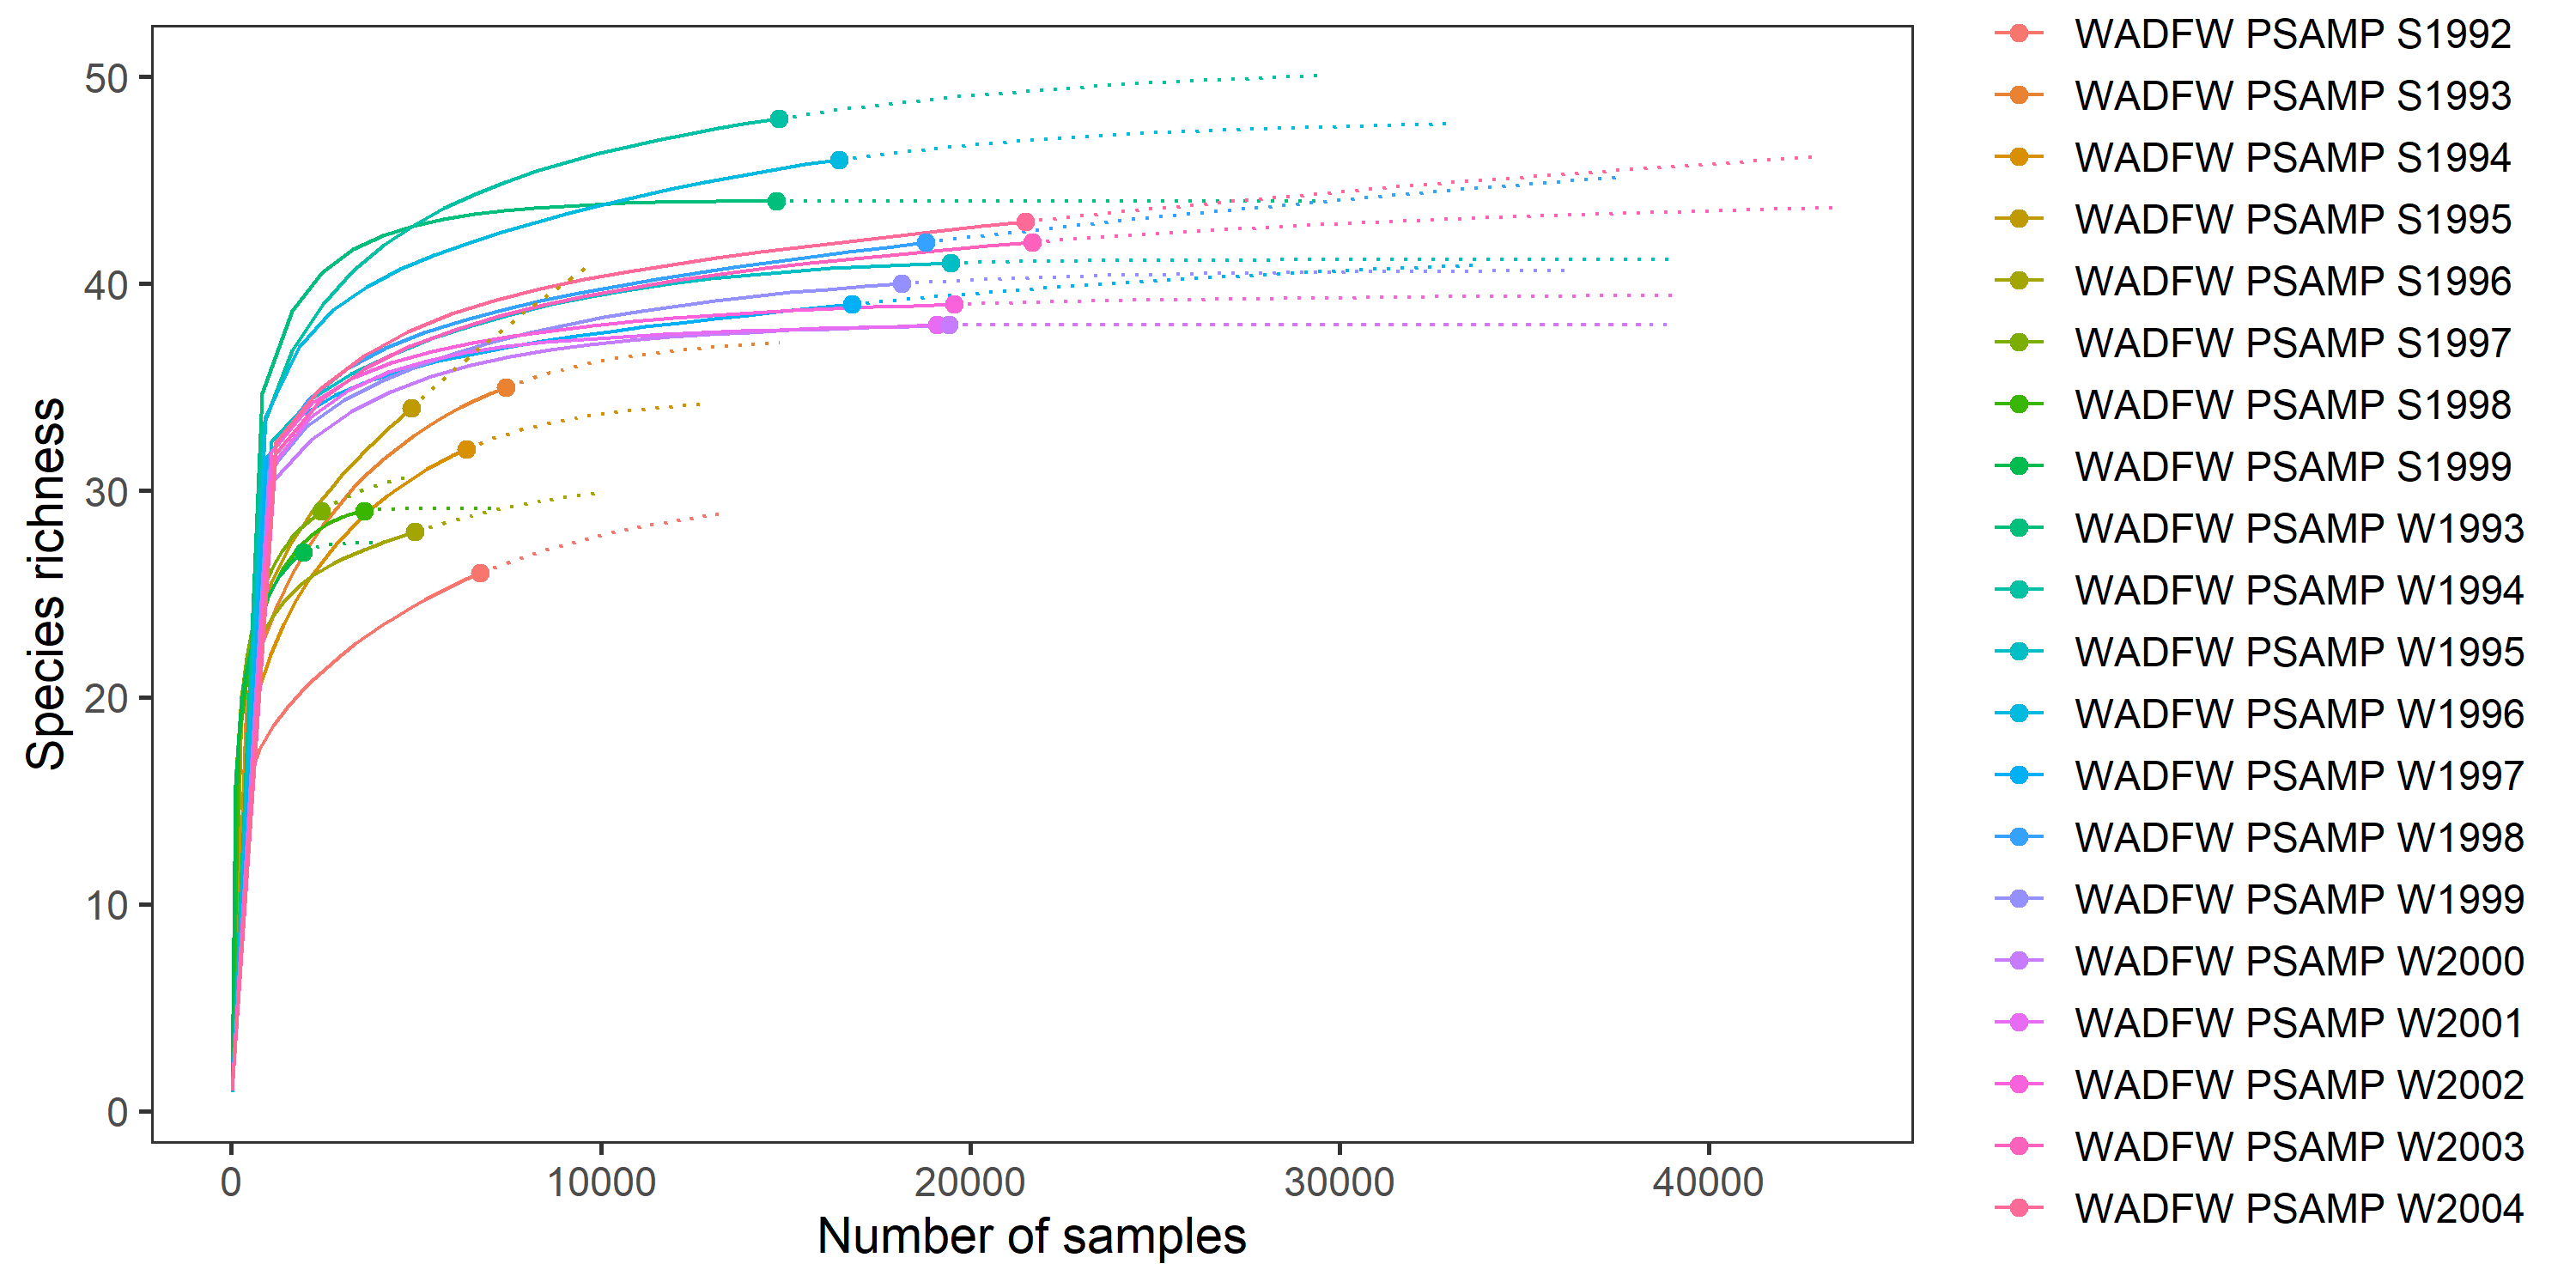 50
40
30
20
10
0
Species richness
0 10000 20000 30000 40000
Number of samples
WADFW PSAMP S1992
WADFW PSAMP S1993
WADFW PSAMP S1994
WADFW PSAMP S1995
WADFW PSAMP S1996
WADFW PSAMP S1997
WADFW PSAMP S1998
WADFW PSAMP S1999
WADFW PSAMP W1993
WADFW PSAMP W1994
WADFW PSAMP W1995
WADFW PSAMP W1996
WADFW PSAMP W1997
WADFW PSAMP W1998
WADFW PSAMP W1999
WADFW PSAMP W2000
WADFW PSAMP W2001
WADFW PSAMP W2002
WADFW PSAMP W2003
WADFW PSAMP W2004